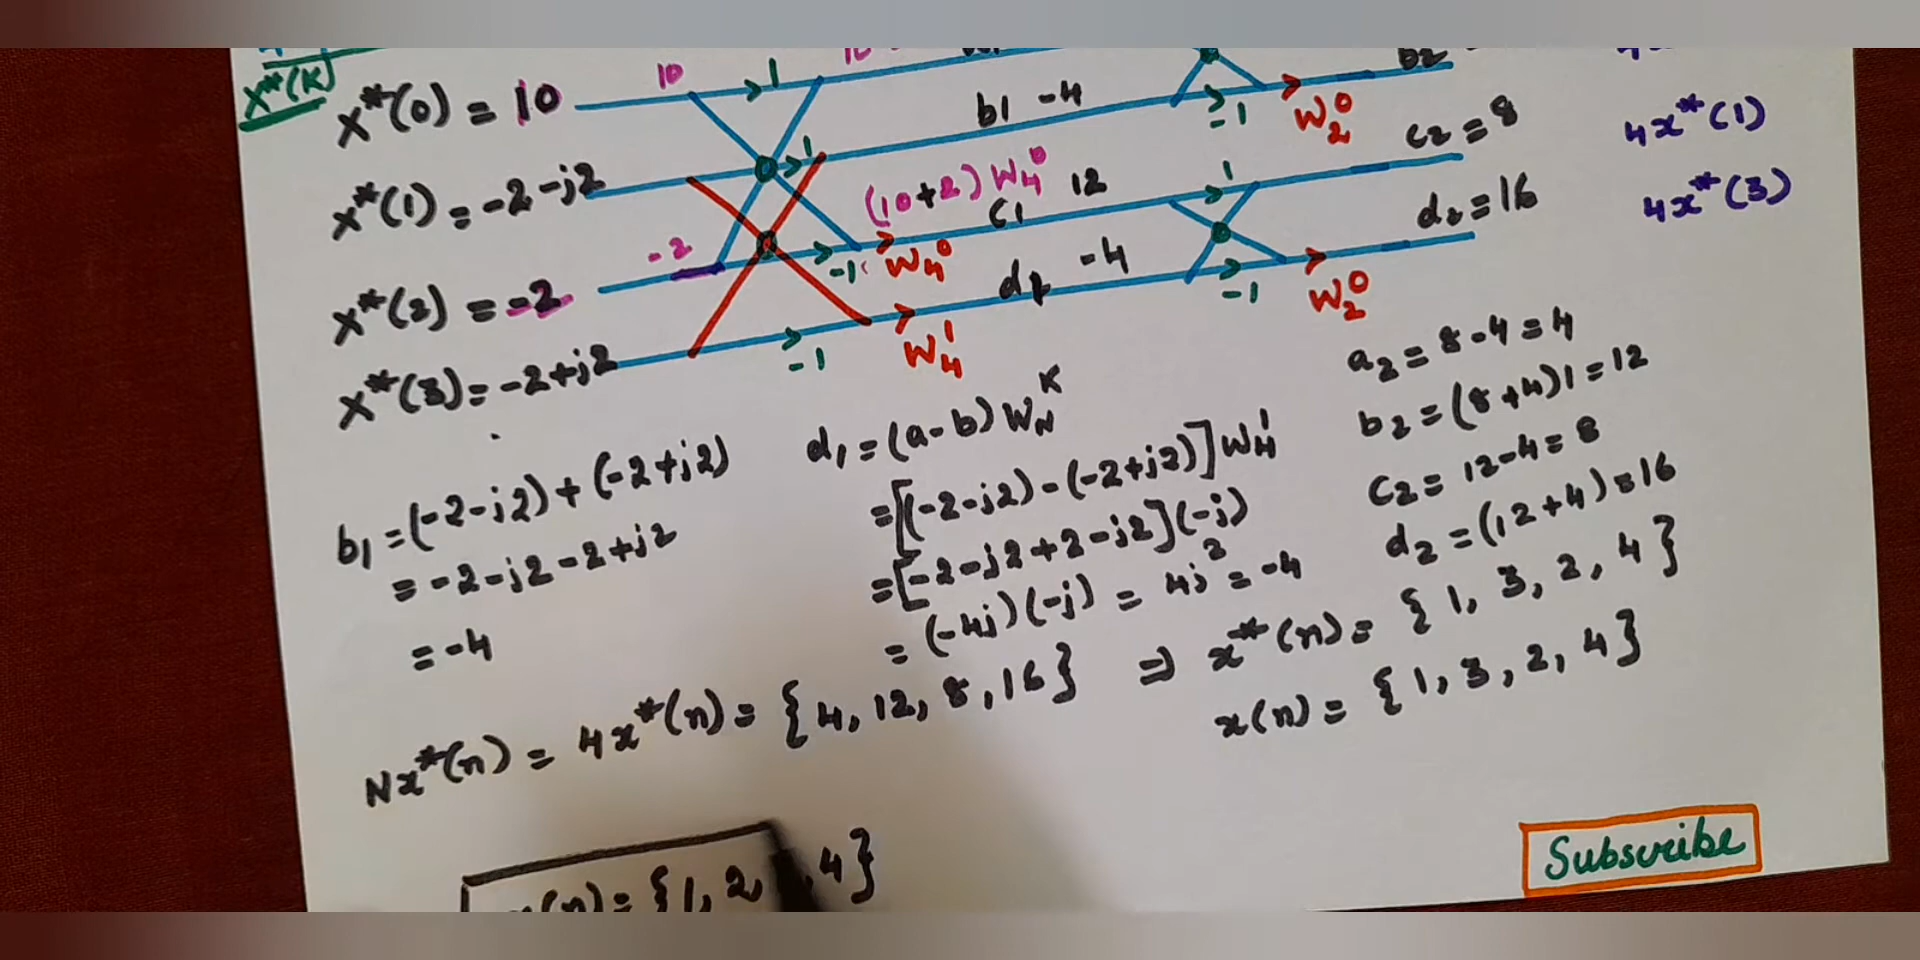 X*(K)
X*(0) = 10
10
1
b1 -4
-1
W2^0
4x*(1)
X*(1) = -2-j2
1
(10+2) W4^0
12
C1
1
C2 = 8
4x*(3)
X*(2) = -2
-2
-1
W4^0
d1 -4
-1
W2^0
d2 = 16
X*(3) = -2+j2
-1
W4^1
b1 = (-2-j2) + (-2+j2)
= -2-j2-2+j2
= -4
d1 = (a-b) WN^K
= [(-2-j2) - (-2+j2)] W4^1
= [-2-j2+2-j2] (-j)
= (-4j)(-j) = 4j^2 = -4
a2 = 8-4 = 4
b2 = (8+4)1 = 12
C2 = 12-4 = 8
d2 = (12+4) = 16
Nx*(n) = 4x*(n) = {4, 12, 8, 16} ⇒ x*(n) = {1, 3, 2, 4}
x(n) = {1, 3, 2, 4}
(n) = {1, 2, , 4}
Subscribe